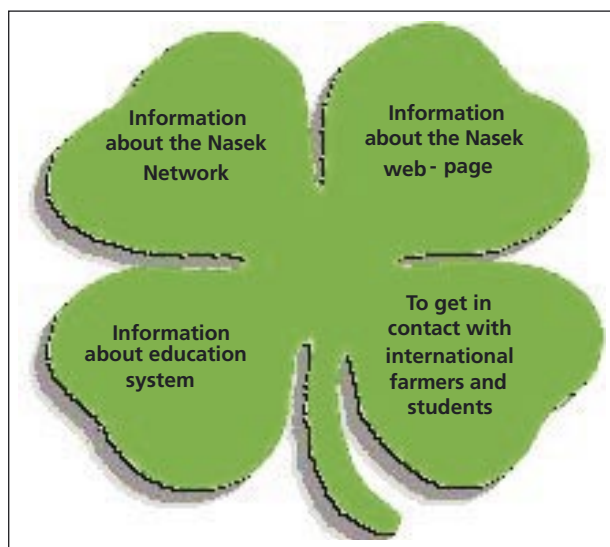 Information
about the Nasek
Network
Information
about the Nasek
web - page
Information
about education
system
To get in
contact with
international
farmers and
students